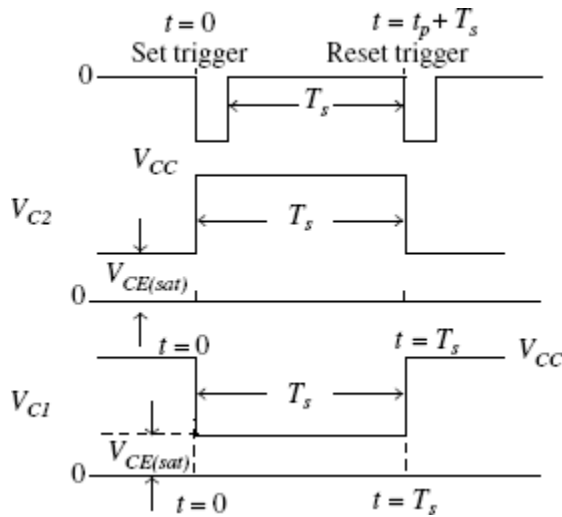 t = 0 t = t_p + T_s
Set trigger Reset trigger
0
T_s
V_CC
V_C2 T_s
V_CE(sat)
0
t = 0 t = T_s V_CC
V_C1 T_s
V_CE(sat)
0
t = 0 t = T_s